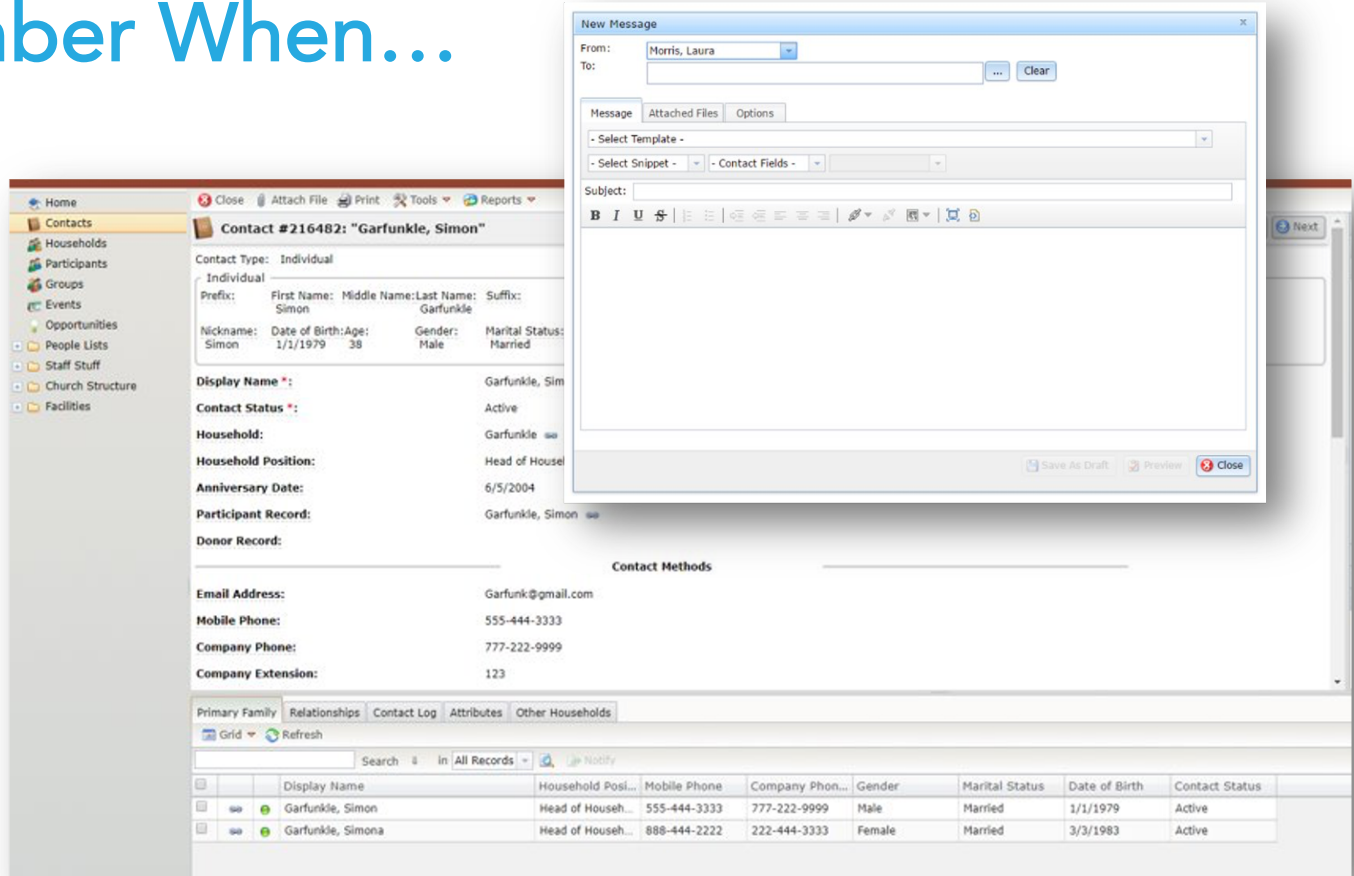 ber When...
New Message
x
From: Morris, Laura
To: ... Clear
Message Attached Files Options
- Select Template -
- Select Snippet - - Contact Fields -
Subject:
B I U S
Save As Draft Preview Close
Home
Contacts
Households
Participants
Groups
Events
Opportunities
People Lists
Staff Stuff
Church Structure
Facilities
Close Attach File Print Tools Reports
Contact #216482: "Garfunkle, Simon"
Next
Contact Type: Individual
Individual
Prefix: First Name: Middle Name: Last Name: Suffix:
Simon Garfunkle
Nickname: Date of Birth: Age: Gender: Marital Status:
Simon 1/1/1979 38 Male Married
Display Name *: Garfunkle, Sim
Contact Status *: Active
Household: Garfunkle
Household Position: Head of Housel
Anniversary Date: 6/5/2004
Participant Record: Garfunkle, Simon
Donor Record:
Contact Methods
Email Address: Garfunk@gmail.com
Mobile Phone: 555-444-3333
Company Phone: 777-222-9999
Company Extension: 123
Primary Family Relationships Contact Log Attributes Other Households
Grid Refresh
Search in All Records Notify
Display Name Household Posi... Mobile Phone Company Phon... Gender Marital Status Date of Birth Contact Status
Garfunkle, Simon Head of Househ... 555-444-3333 777-222-9999 Male Married 1/1/1979 Active
Garfunkle, Simona Head of Househ... 888-444-2222 222-444-3333 Female Married 3/3/1983 Active